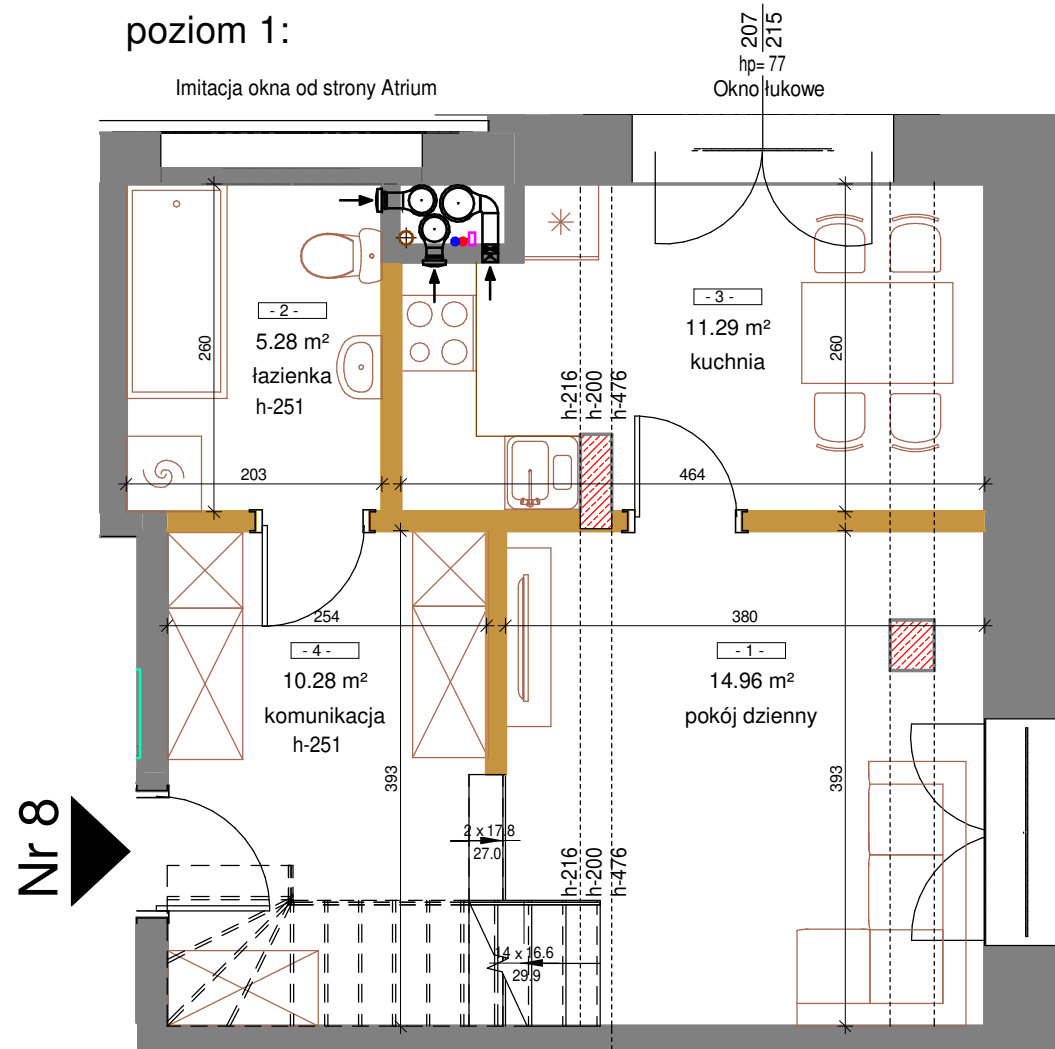 poziom 1:
Imitacja okna od strony Atrium
207
215
hp= 77
Okno łukowe
- 2 -
5.28 m²
łazienka
h-251
260
203
- 3 -
11.29 m²
kuchnia
260
h-216
h-200
h-476
464
254
- 4 -
10.28 m²
komunikacja
h-251
393
380
- 1 -
14.96 m²
pokój dzienny
393
Nr 8
2 x 17.8
27.0
h-216
h-200
h-476
14 x 16.6
29.9